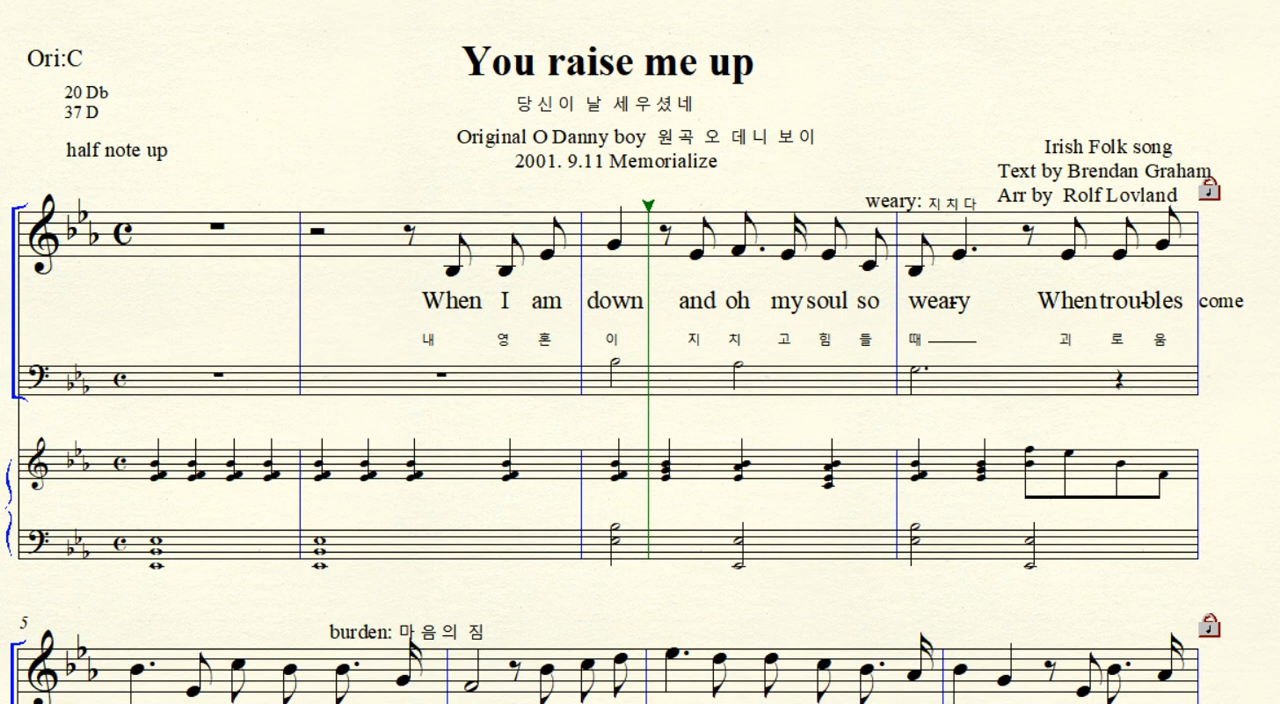 Ori:C
You raise me up
20 Db
37 D
당신이 날 세우셨네
half note up
Original O Danny boy 원곡 오 데니 보이
2001. 9.11 Memorialize
Irish Folk song
Text by Brendan Graham
Arr by Rolf Lovland
weary: 지치다
When I am down and oh my soul so wea-ry When trou-bles come
내 영혼이 지치고 힘들 때 괴로움
5
burden: 마음의 짐